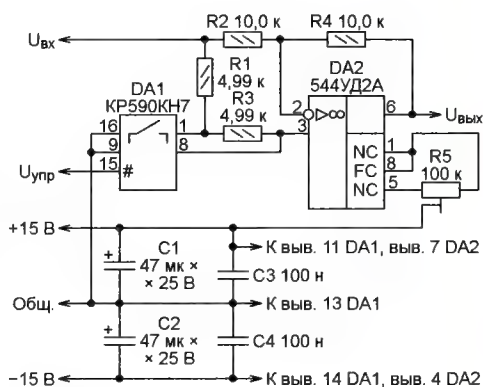 R2 10,0 к
R4 10,0 к
Uвх
R1
4,99 к
R3
4,99 к
DA1
КР590КН7
DA2
544УД2А
16
9
15
#
1
8
2
3
▷∞
6
Uвых
NC
FC
NC
1
8
5
R5
100 к
Uупр
+15 В
C1
+
47 мк ×
× 25 В
C3 100 н
К выв. 11 DA1, выв. 7 DA2
Общ.
К выв. 13 DA1
C2
+
47 мк ×
× 25 В
C4 100 н
−15 В
К выв. 14 DA1, выв. 4 DA2